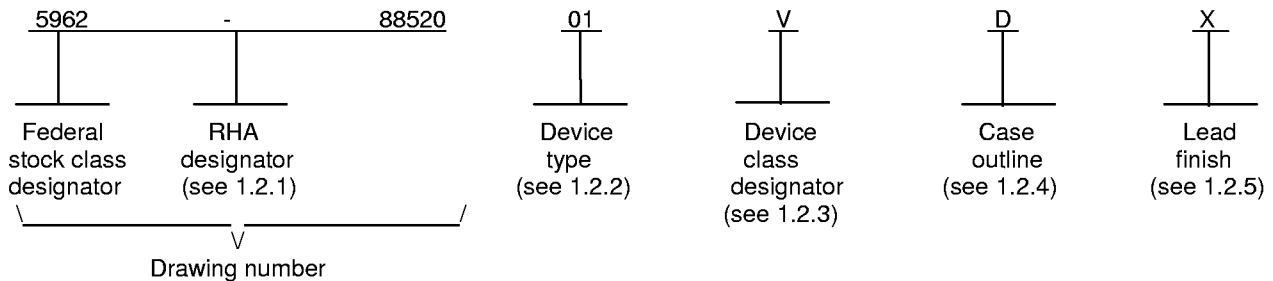 5962 - 88520 01 V D X
Federal stock class designator
RHA designator (see 1.2.1)
Device type (see 1.2.2)
Device class designator (see 1.2.3)
Case outline (see 1.2.4)
Lead finish (see 1.2.5)
Drawing number